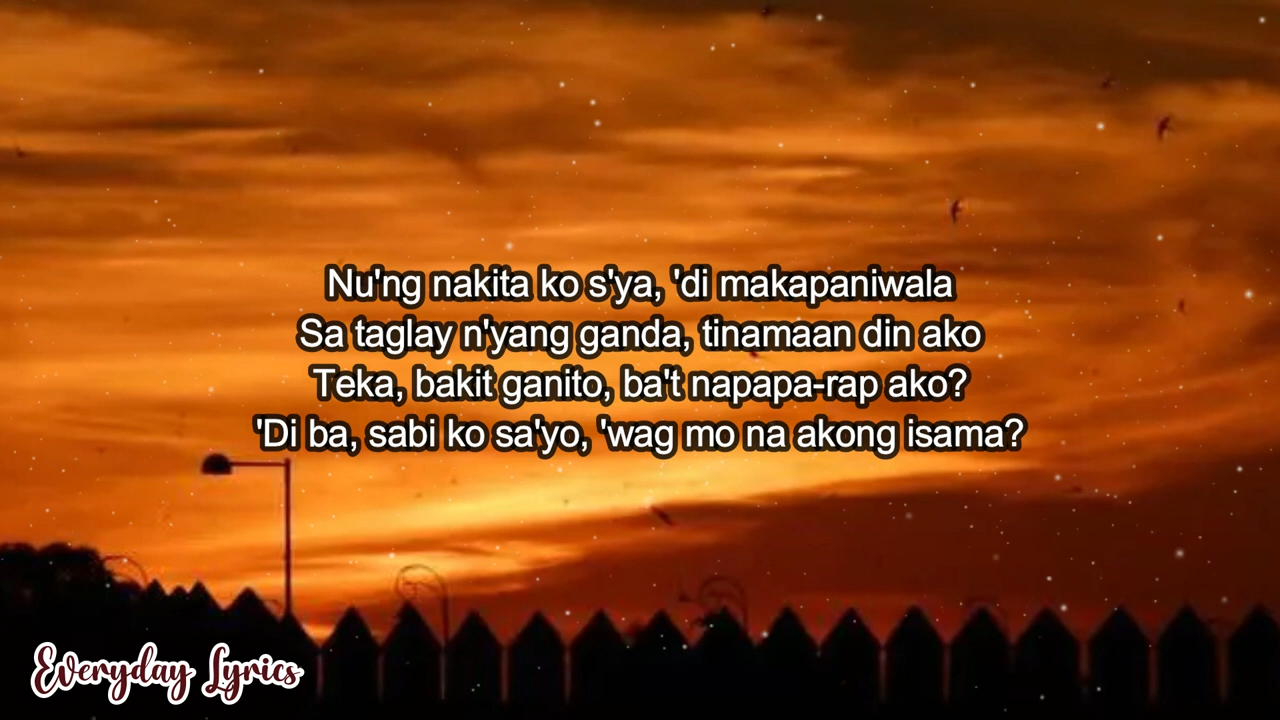 Nu'ng nakita ko s'ya, 'di makapaniwala
Sa taglay n'yang ganda, tinamaan din ako
Teka, bakit ganito, ba't napapa-rap ako?
'Di ba, sabi ko sa'yo, 'wag mo na akong isama?
Everyday Lyrics